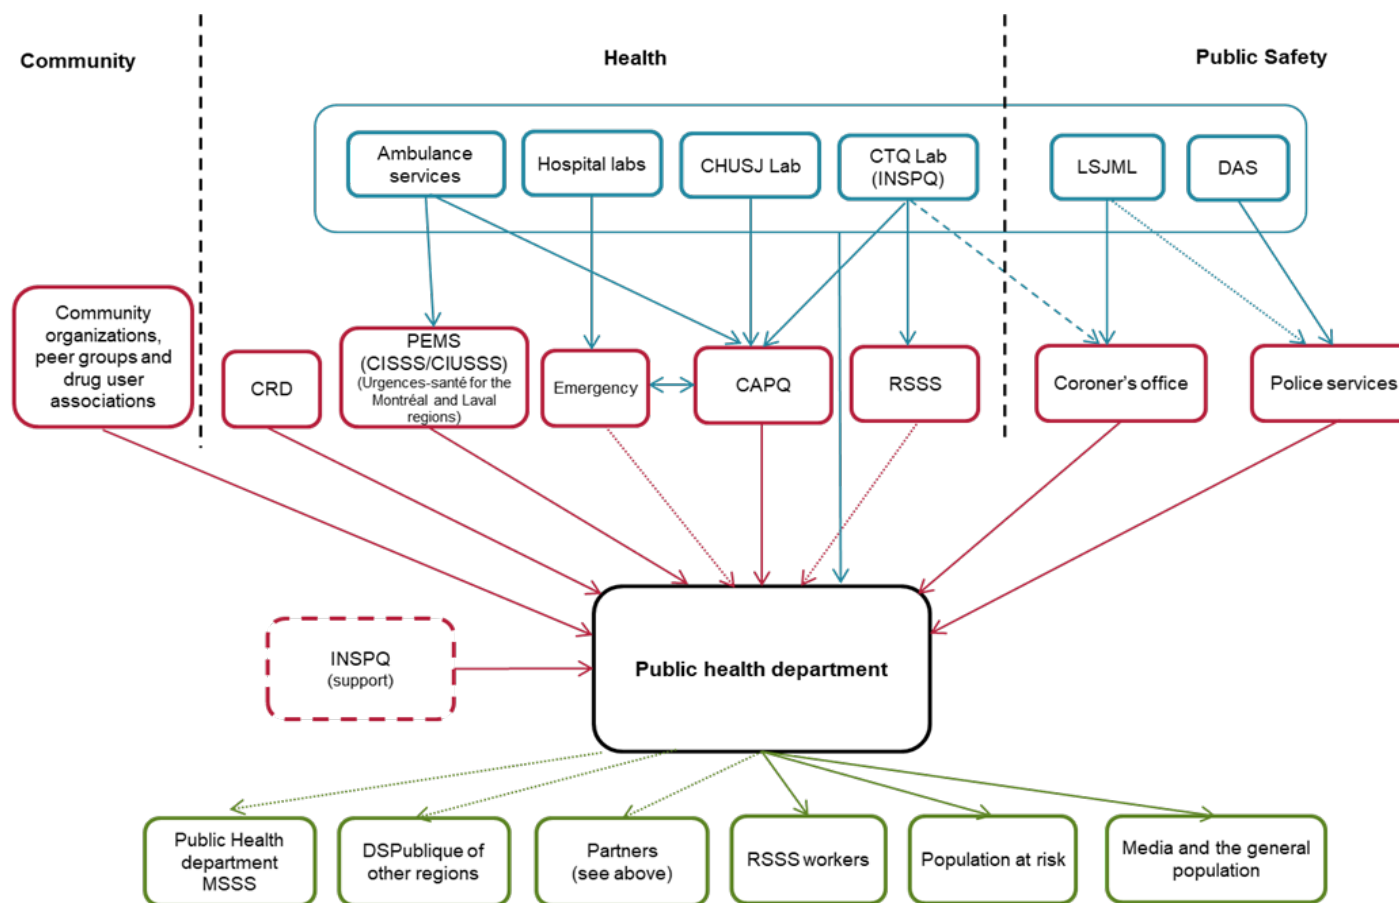 Community
Health
Public Safety
Ambulance
services
Hospital labs
CHUSJ Lab
CTQ Lab
(INSPQ)
LSJML
DAS
Community
organizations,
peer groups and
drug user
associations
CRD
PEMS
(CISSS/CIUSSS)
(Urgences-santé for the
Montréal and Laval
regions)
Emergency
CAPQ
RSSS
Coroner's office
Police services
INSPQ
(support)
Public health department
Public Health
department
MSSS
DSPublique of
other regions
Partners
(see above)
RSSS workers
Population at risk
Media and the general
population